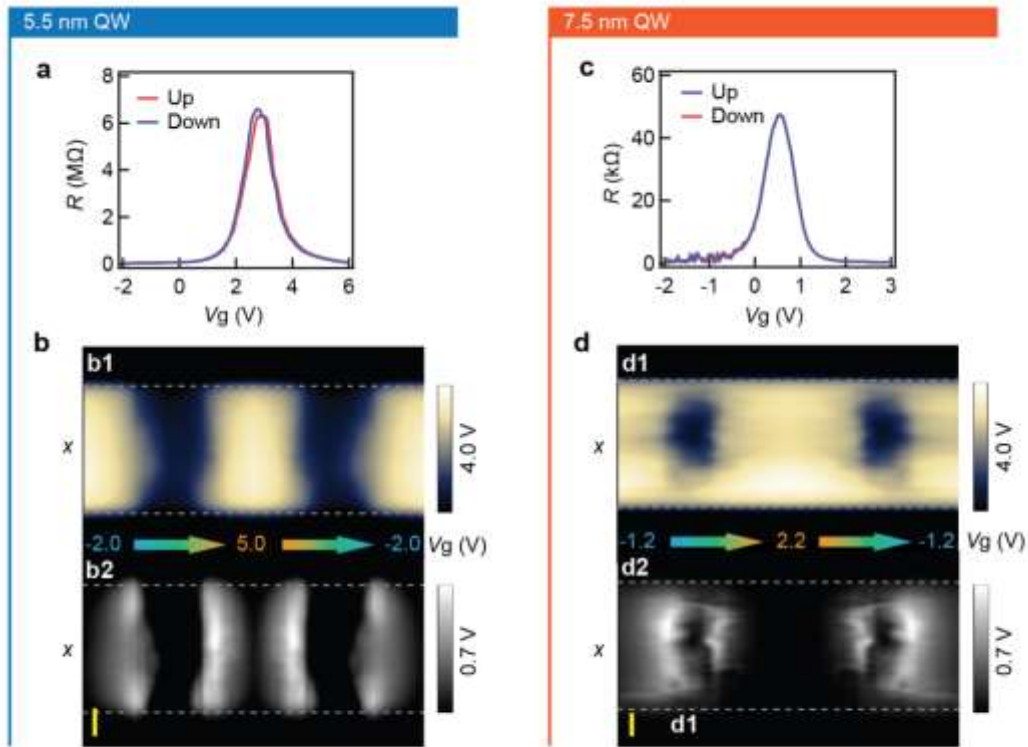 5.5 nm QW
a
8
6
4
2
0
R (MΩ)
Up
Down
-2 0 2 4 6
Vg (V)
b
b1
x
4.0 V
-2.0 5.0 -2.0 Vg (V)
b2
x
0.7 V
7.5 nm QW
c
60
40
20
0
R (kΩ)
Up
Down
-2 -1 0 1 2 3
Vg (V)
d
d1
x
4.0 V
-1.2 2.2 -1.2 Vg (V)
d2
x
0.7 V
d1